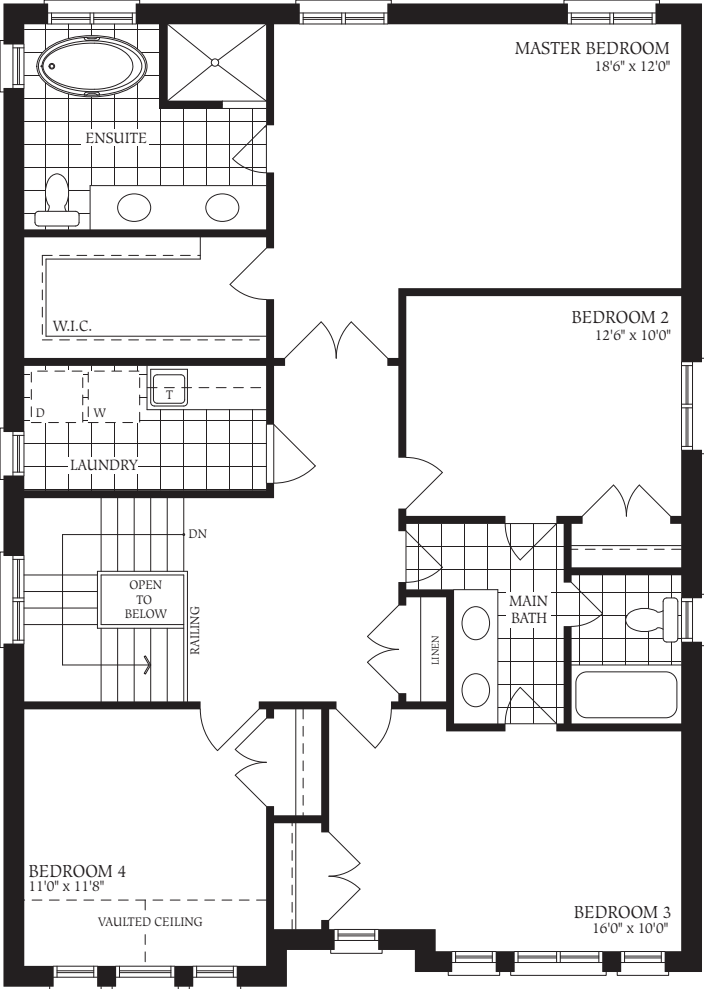 MASTER BEDROOM
18'6" x 12'0"
ENSUITE
W.I.C.
BEDROOM 2
12'6" x 10'0"
D
W
T
LAUNDRY
DN
OPEN
TO
BELOW
RAILING
MAIN
BATH
LINEN
BEDROOM 4
11'0" x 11'8"
VAULTED CEILING
BEDROOM 3
16'0" x 10'0"